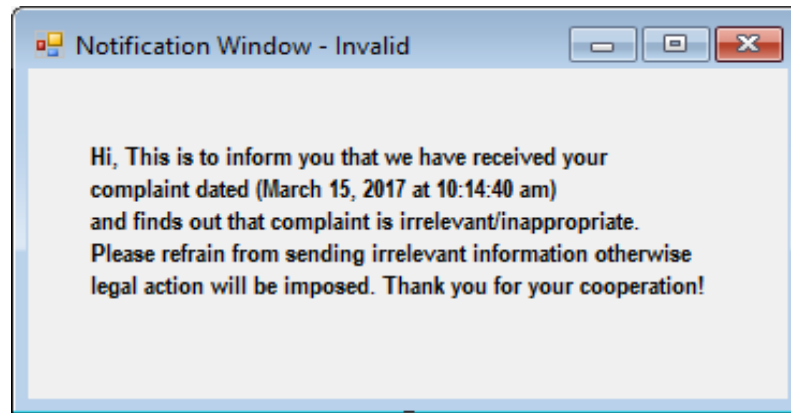 Notification Window - Invalid
Hi, This is to inform you that we have received your
complaint dated (March 15, 2017 at 10:14:40 am)
and finds out that complaint is irrelevant/inappropriate.
Please refrain from sending irrelevant information otherwise
legal action will be imposed. Thank you for your cooperation!